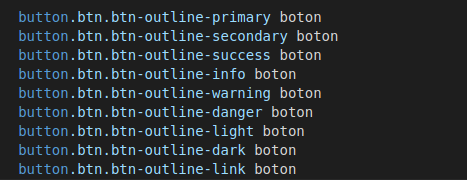 button.btn.btn-outline-primary boton
button.btn.btn-outline-secondary boton
button.btn.btn-outline-success boton
button.btn.btn-outline-info boton
button.btn.btn-outline-warning boton
button.btn.btn-outline-danger boton
button.btn.btn-outline-light boton
button.btn.btn-outline-dark boton
button.btn.btn-outline-link boton